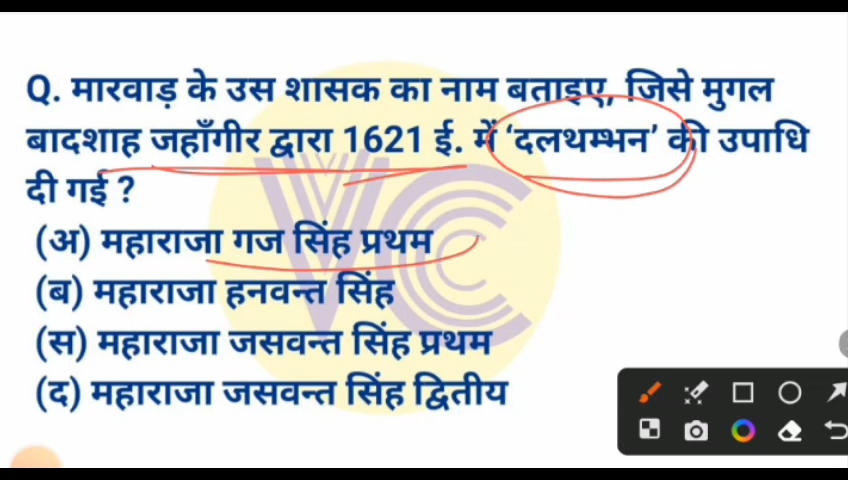 Q. मारवाड़ के उस शासक का नाम बताइए, जिसे मुगल
बादशाह जहाँगीर द्वारा 1621 ई. में ‘दलथम्भन’ की उपाधि
दी गई ?
(अ) महाराजा गज सिंह प्रथम
(ब) महाराजा हनवन्त सिंह
(स) महाराजा जसवन्त सिंह प्रथम
(द) महाराजा जसवन्त सिंह द्वितीय
VC